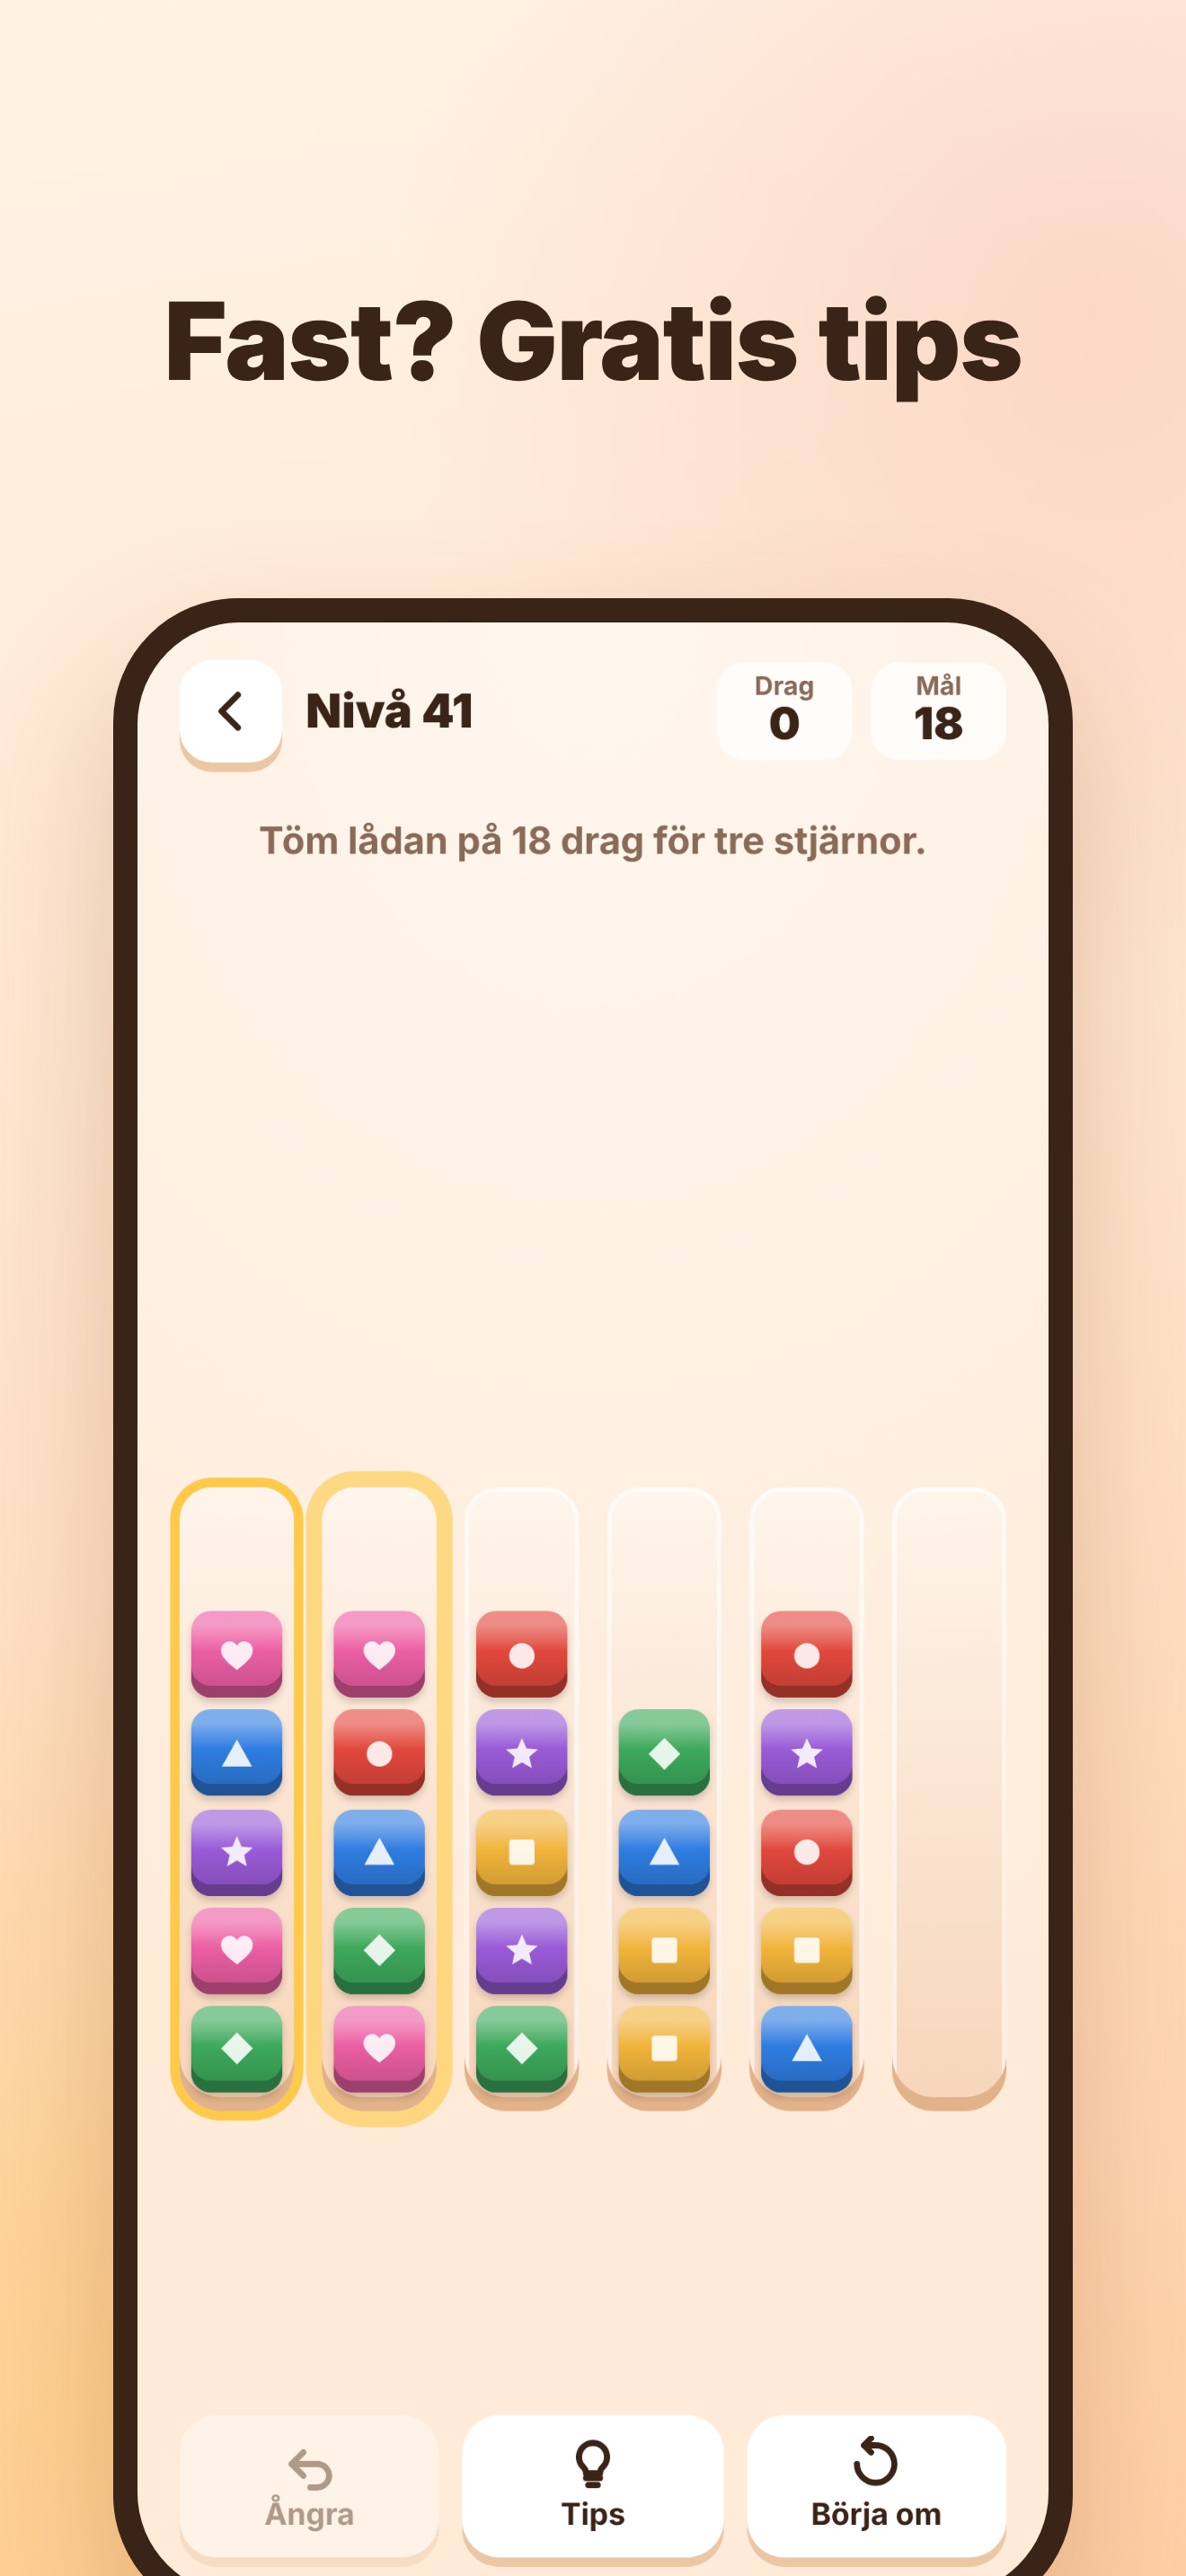 Fast? Gratis tips
Nivå 41
Drag
0
Mål
18
Töm lådan på 18 drag för tre stjärnor.
Ångra
Tips
Börja om